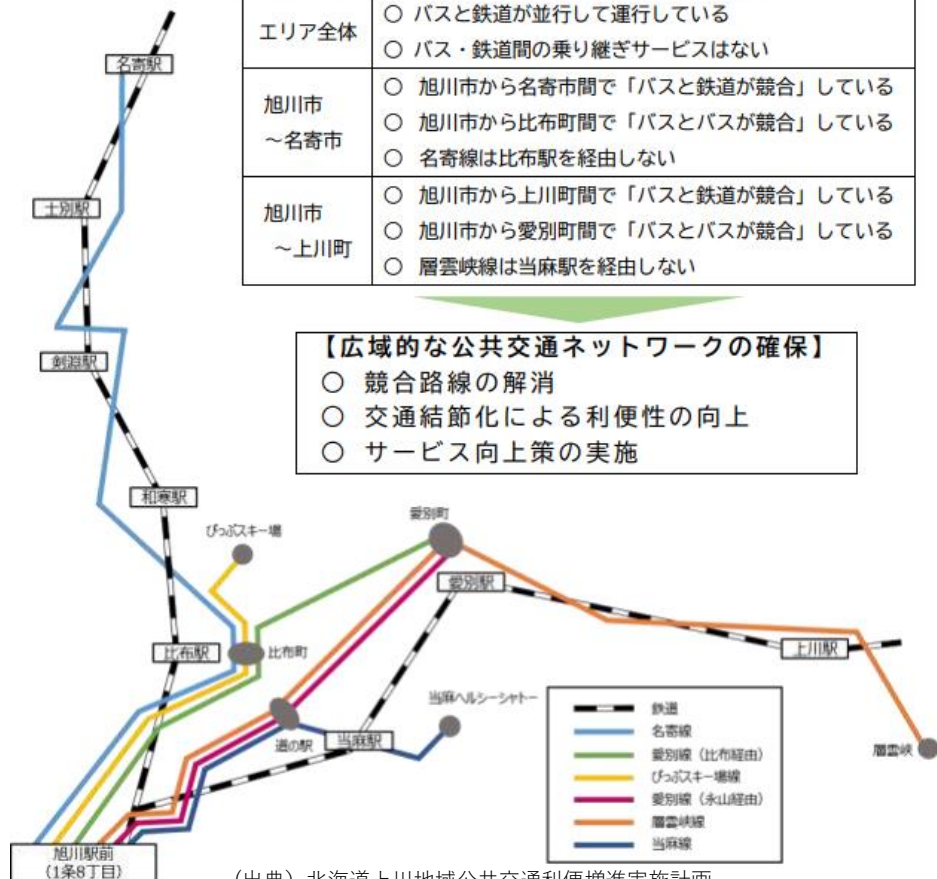 エリア全体
○ バスと鉄道が並行して運行している
○ バス・鉄道間の乗り継ぎサービスはない
旭川市
～名寄市
○ 旭川市から名寄市間で「バスと鉄道が競合」している
○ 旭川市から比布町間で「バスとバスが競合」している
○ 名寄線は比布駅を経由しない
旭川市
～上川町
○ 旭川市から上川町間で「バスと鉄道が競合」している
○ 旭川市から愛別町間で「バスとバスが競合」している
○ 層雲峡線は当麻駅を経由しない
【広域的な公共交通ネットワークの確保】
○ 競合路線の解消
○ 交通結節化による利便性の向上
○ サービス向上策の実施
名寄駅
士別駅
剣淵駅
和寒駅
ぴっぷスキー場
愛別町
愛別駅
比布駅
比布町
上川駅
当麻ヘルシーシャトー
道の駅
当麻駅
層雲峡
鉄道
名寄線
愛別線（比布経由）
ぴっぷスキー場線
愛別線（永山経由）
層雲峡線
当麻線
旭川駅前
(1条8丁目)
（出典）北海道上川地域公共交通利便増進実施計画